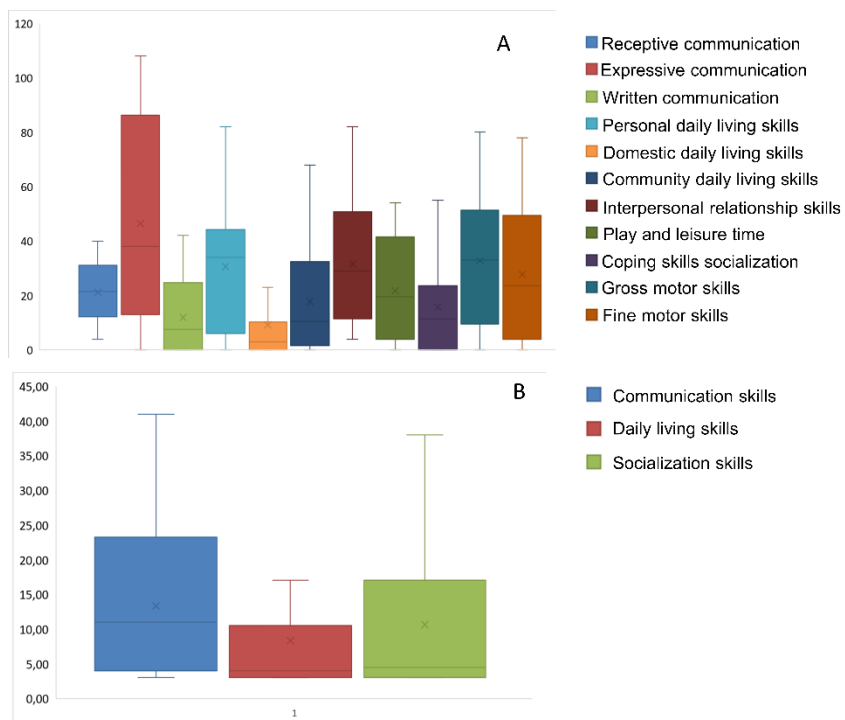 A
120
100
80
60
40
20
0
Receptive communication
Expressive communication
Written communication
Personal daily living skills
Domestic daily living skills
Community daily living skills
Interpersonal relationship skills
Play and leisure time
Coping skills socialization
Gross motor skills
Fine motor skills
B
45,00
40,00
35,00
30,00
25,00
20,00
15,00
10,00
5,00
0,00
1
Communication skills
Daily living skills
Socialization skills